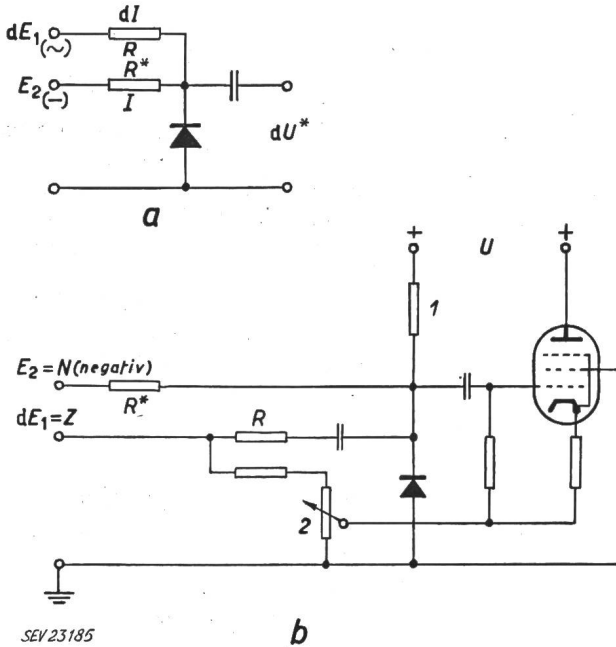 dE₁(~)
dI
R
E₂(—)
R*
I
dU*
a
+
U
+
1
E₂=N(negativ)
R*
dE₁=Z
R
2
SEV 23185
b